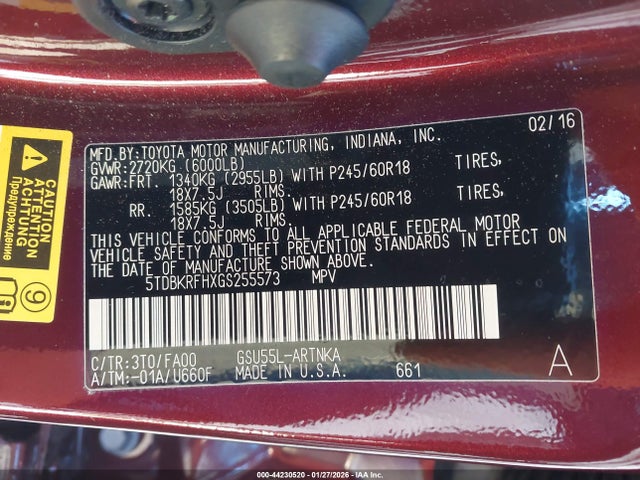 MFD.BY:TOYOTA MOTOR MANUFACTURING, INDIANA, INC. 02/16
GVWR:2720KG (6000LB)
GAWR:FRT. 1340KG (2955LB) WITH P245/60R18 TIRES,
18X7.5J RIMS.
RR. 1585KG (3505LB) WITH P245/60R18 TIRES,
18X7.5J RIMS.
THIS VEHICLE CONFORMS TO ALL APPLICABLE FEDERAL MOTOR
VEHICLE SAFETY AND THEFT PREVENTION STANDARDS IN EFFECT ON
THE DATE OF MANUFACTURE SHOWN ABOVE.
5TDBKRFHXGS255573 MPV
C/TR:3T0/FA00 GSU55L-ARTNKA
A/TM:-01A/U660F MADE IN U.S.A. 661
A
CAUTION
ATTENTION
ACHTUNG
Предупреждение
9
000-44230520 | 01/27/2026 | IAA Inc.